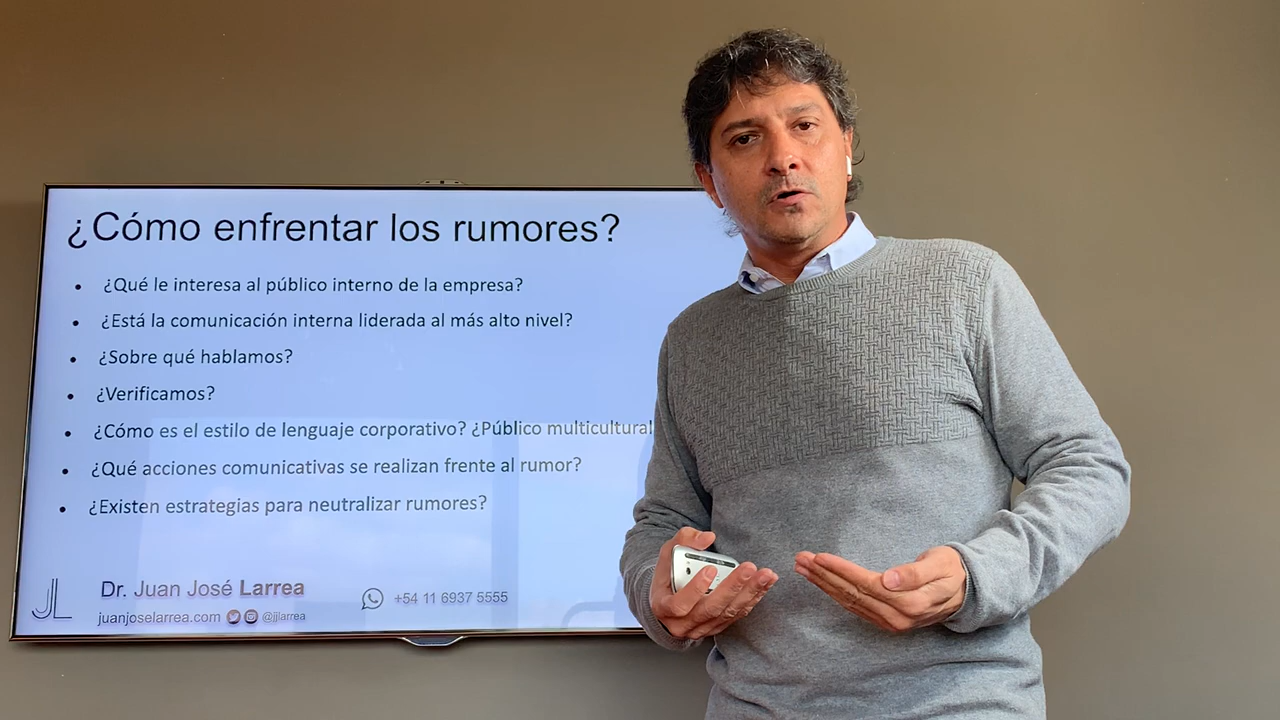 ¿Cómo enfrentar los rumores?
• ¿Qué le interesa al público interno de la empresa?
• ¿Está la comunicación interna liderada al más alto nivel?
• ¿Sobre qué hablamos?
• ¿Verificamos?
• ¿Cómo es el estilo de lenguaje corporativo? ¿Público multicultural
• ¿Qué acciones comunicativas se realizan frente al rumor?
• ¿Existen estrategias para neutralizar rumores?
JL
Dr. Juan José Larrea
juanjoselarrea.com @jjlarrea
+54 11 6937 5555